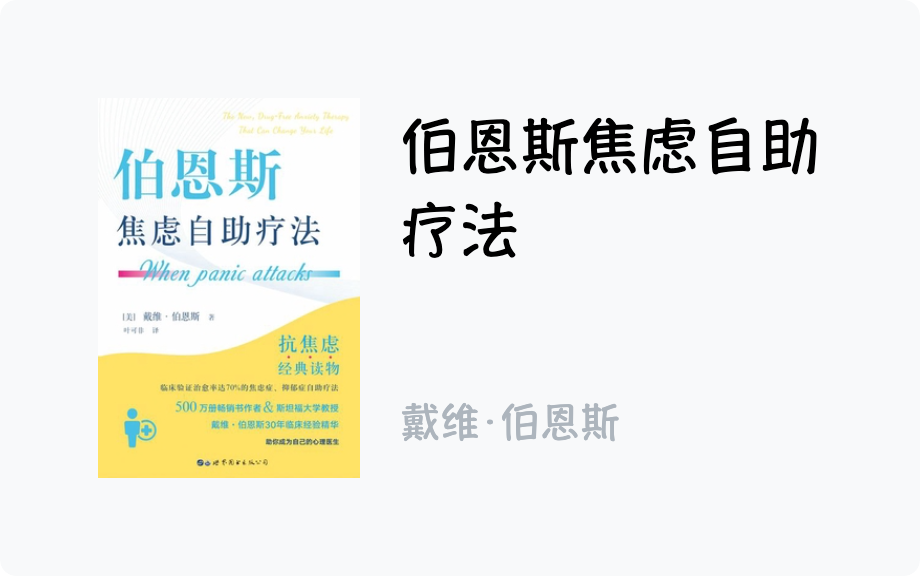 The New, Drug-Free Anxiety Therapy
That Can Change Your Life
伯恩斯
焦虑自助疗法
When panic attacks
[美] 戴维·伯恩斯 著
叶可非 译
抗焦虑
经典读物
临床验证治愈率达70%的焦虑症、抑郁症自助疗法
500万册畅销书作者&斯坦福大学教授
戴维·伯恩斯30年临床经验精华
助你成为自己的心理医生
世界图书出版公司
伯恩斯焦虑自助
疗法
戴维·伯恩斯